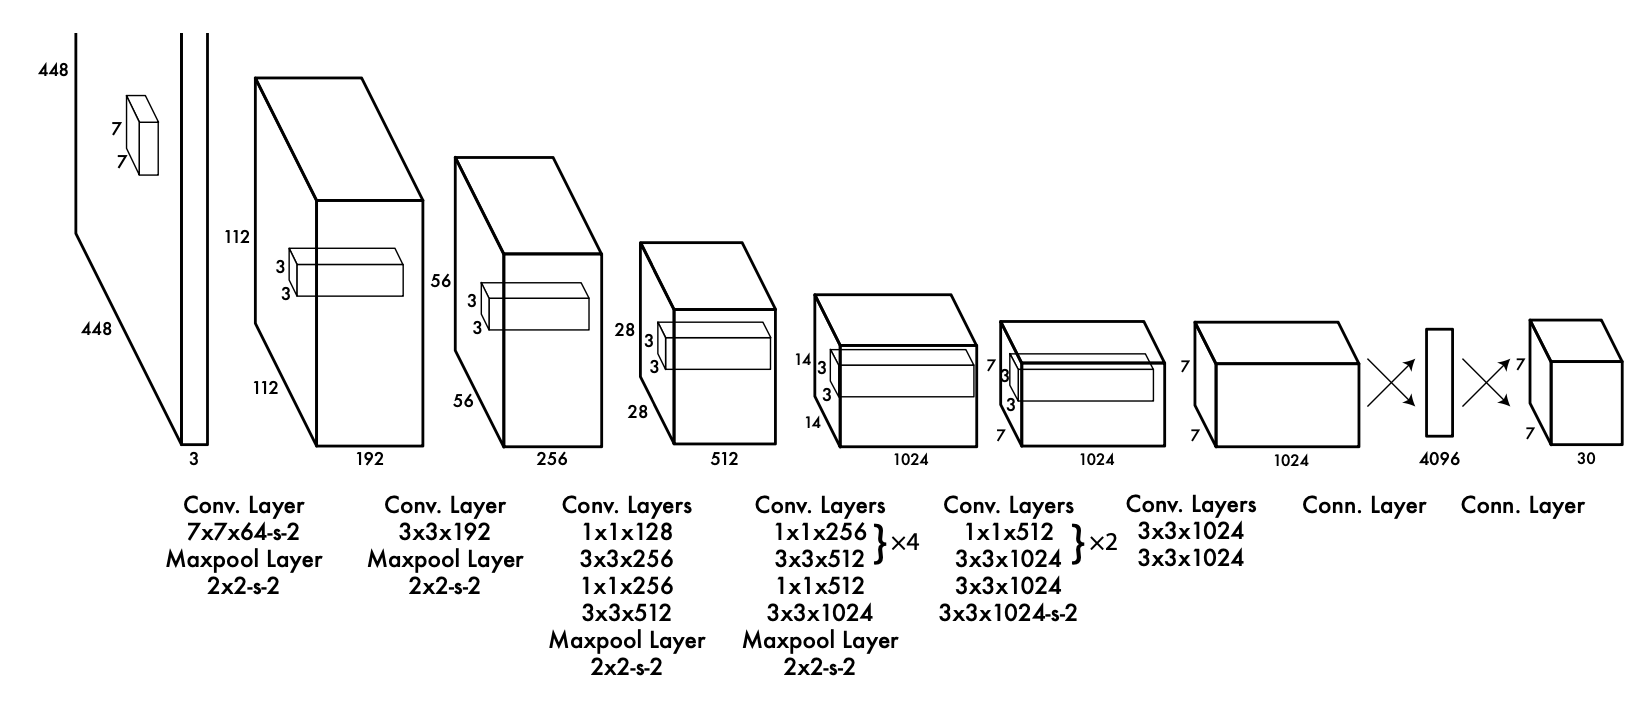 448
7
7
448
3
112
3
3
112
192
56
3
3
56
256
28
3
3
28
512
14
3
3
14
1024
7
3
3
7
1024
7
7
1024
4096
7
7
30
Conv. Layer
7x7x64-s-2
Maxpool Layer
2x2-s-2
Conv. Layer
3x3x192
Maxpool Layer
2x2-s-2
Conv. Layers
1x1x128
3x3x256
1x1x256
3x3x512
Maxpool Layer
2x2-s-2
Conv. Layers
1x1x256
3x3x512
}×4
1x1x512
3x3x1024
Maxpool Layer
2x2-s-2
Conv. Layers
1x1x512
3x3x1024
}×2
3x3x1024
3x3x1024-s-2
Conv. Layers
3x3x1024
3x3x1024
Conn. Layer
Conn. Layer